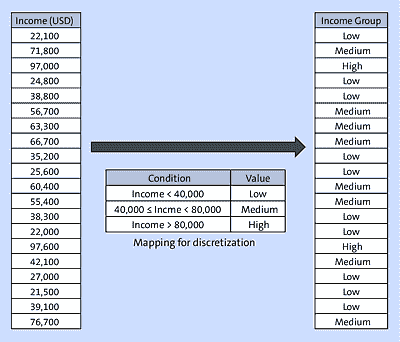 Income (USD)
22,100
71,800
97,000
24,800
38,800
56,700
63,300
66,700
35,200
25,600
60,400
55,400
38,300
22,000
97,600
42,100
27,000
21,500
39,100
76,700
Condition Value
Income < 40,000 Low
40,000 ≤ Incme < 80,000 Medium
Income > 80,000 High
Mapping for discretization
Income Group
Low
Medium
High
Low
Low
Medium
Medium
Medium
Low
Low
Medium
Medium
Low
Low
High
Medium
Low
Low
Low
Medium